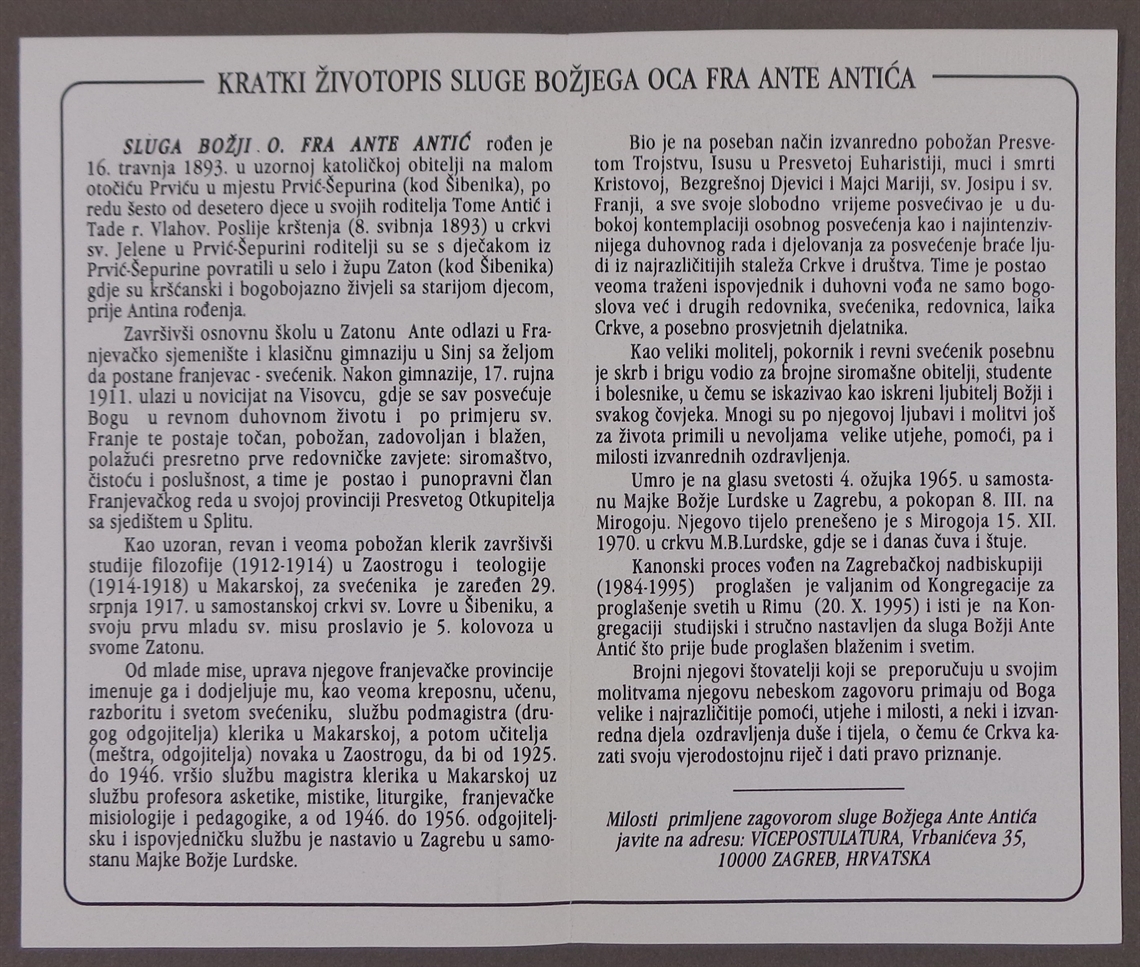 KRATKI ŽIVOTOPIS SLUGE BOŽJEGA OCA FRA ANTE ANTIĆA
SLUGA BOŽJI O. FRA ANTE ANTIĆ rođen je
16. travnja 1893. u uzornoj katoličkoj obitelji na malom
otočiću Prviću u mjestu Prvić-Šepurina (kod Šibenika), po
redu šesto od desetero djece u svojih roditelja Tome Antić i
Tade r. Vlahov. Poslije krštenja (8. svibnja 1893) u crkvi
sv. Jelene u Prvić-Šepurini roditelji su se s dječakom iz
Prvić-Šepurine povratili u selo i župu Zaton (kod Šibenika)
gdje su kršćanski i bogobojazno živjeli sa starijom djecom,
prije Antina rođenja.
Završivši osnovnu školu u Zatonu Ante odlazi u Fra-
njevačko sjemenište i klasičnu gimnaziju u Sinj sa željom
da postane franjevac - svećenik. Nakon gimnazije, 17. rujna
1911. ulazi u novicijat na Visovcu, gdje se sav posvećuje
Bogu u revnom duhovnom životu i po primjeru sv.
Franje te postaje točan, pobožan, zadovoljan i blažen,
polažući presretno prve redovničke zavjete: siromaštvo,
čistoću i poslušnost, a time je postao i punopravni član
Franjevačkog reda u svojoj provinciji Presvetog Otkupitelja
sa sjedištem u Splitu.
Kao uzoran, revan i veoma pobožan klerik završivši
studije filozofije (1912-1914) u Zaostrogu i teologije
(1914-1918) u Makarskoj, za svećenika je zaređen 29.
srpnja 1917. u samostanskoj crkvi sv. Lovre u Šibeniku, a
svoju prvu mladu sv. misu proslavio je 5. kolovoza u
svome Zatonu.
Od mlade mise, uprava njegove franjevačke provincije
imenuje ga i dodjeljuje mu, kao veoma kreposnu, učenu,
razboritu i svetom svećeniku, službu podmagistra (dru-
gog odgojitelja) klerika u Makarskoj, a potom učitelja
(meštra, odgojitelja) novaka u Zaostrogu, da bi od 1925.
do 1946. vršio službu magistra klerika u Makarskoj uz
službu profesora asketike, mistike, liturgike, franjevačke
misiologije i pedagogike, a od 1946. do 1956. odgojitelj-
sku i ispovjedničku službu je nastavio u Zagrebu u samo-
stanu Majke Božje Lurdske.
Bio je na poseban način izvanredno pobožan Presve-
tom Trojstvu, Isusu u Presvetoj Euharistiji, muci i smrti
Kristovoj, Bezgrešnoj Djevici i Majci Mariji, sv. Josipu i sv.
Franji, a sve svoje slobodno vrijeme posvećivao je u du-
bokoj kontemplaciji osobnog posvećenja kao i najintenziv-
nijega duhovnog rada i djelovanja za posvećenje braće lju-
di iz najrazličitijih staleža Crkve i društva. Time je postao
veoma traženi ispovjednik i duhovni vođa ne samo bogo-
slova već i drugih redovnika, svećenika, redovnica, laika
Crkve, a posebno prosvjetnih djelatnika.
Kao veliki molitelj, pokornik i revni svećenik posebnu
je skrb i brigu vodio za brojne siromašne obitelji, studente
i bolesnike, u čemu se iskazivao kao iskreni ljubitelj Božji i
svakog čovjeka. Mnogi su po njegovoj ljubavi i molitvi još
za života primili u nevoljama velike utjehe, pomoći, pa i
milosti izvanrednih ozdravljenja.
Umro je na glasu svetosti 4. ožujka 1965. u samosta-
nu Majke Božje Lurdske u Zagrebu, a pokopan 8. III. na
Mirogoju. Njegovo tijelo prenešeno je s Mirogoja 15. XII.
1970. u crkvu M.B.Lurdske, gdje se i danas čuva i štuje.
Kanonski proces vođen na Zagrebačkoj nadbiskupiji
(1984-1995) proglašen je valjanim od Kongregacije za
proglašenje svetih u Rimu (20. X. 1995) i isti je na Kon-
gregaciji studijski i stručno nastavljen da sluga Božji Ante
Antić što prije bude proglašen blaženim i svetim.
Brojni njegovi štovatelji koji se preporučuju u svojim
molitvama njegovu nebeskom zagovoru primaju od Boga
velike i najrazličitije pomoći, utjehe i milosti, a neki i izvan-
redna djela ozdravljenja duše i tijela, o čemu će Crkva ka-
zati svoju vjerodostojnu riječ i dati pravo priznanje.
Milosti primljene zagovorom sluge Božjega Ante Antića
javite na adresu: VICEPOSTULATURA, Vrbanićeva 35,
10000 ZAGREB, HRVATSKA